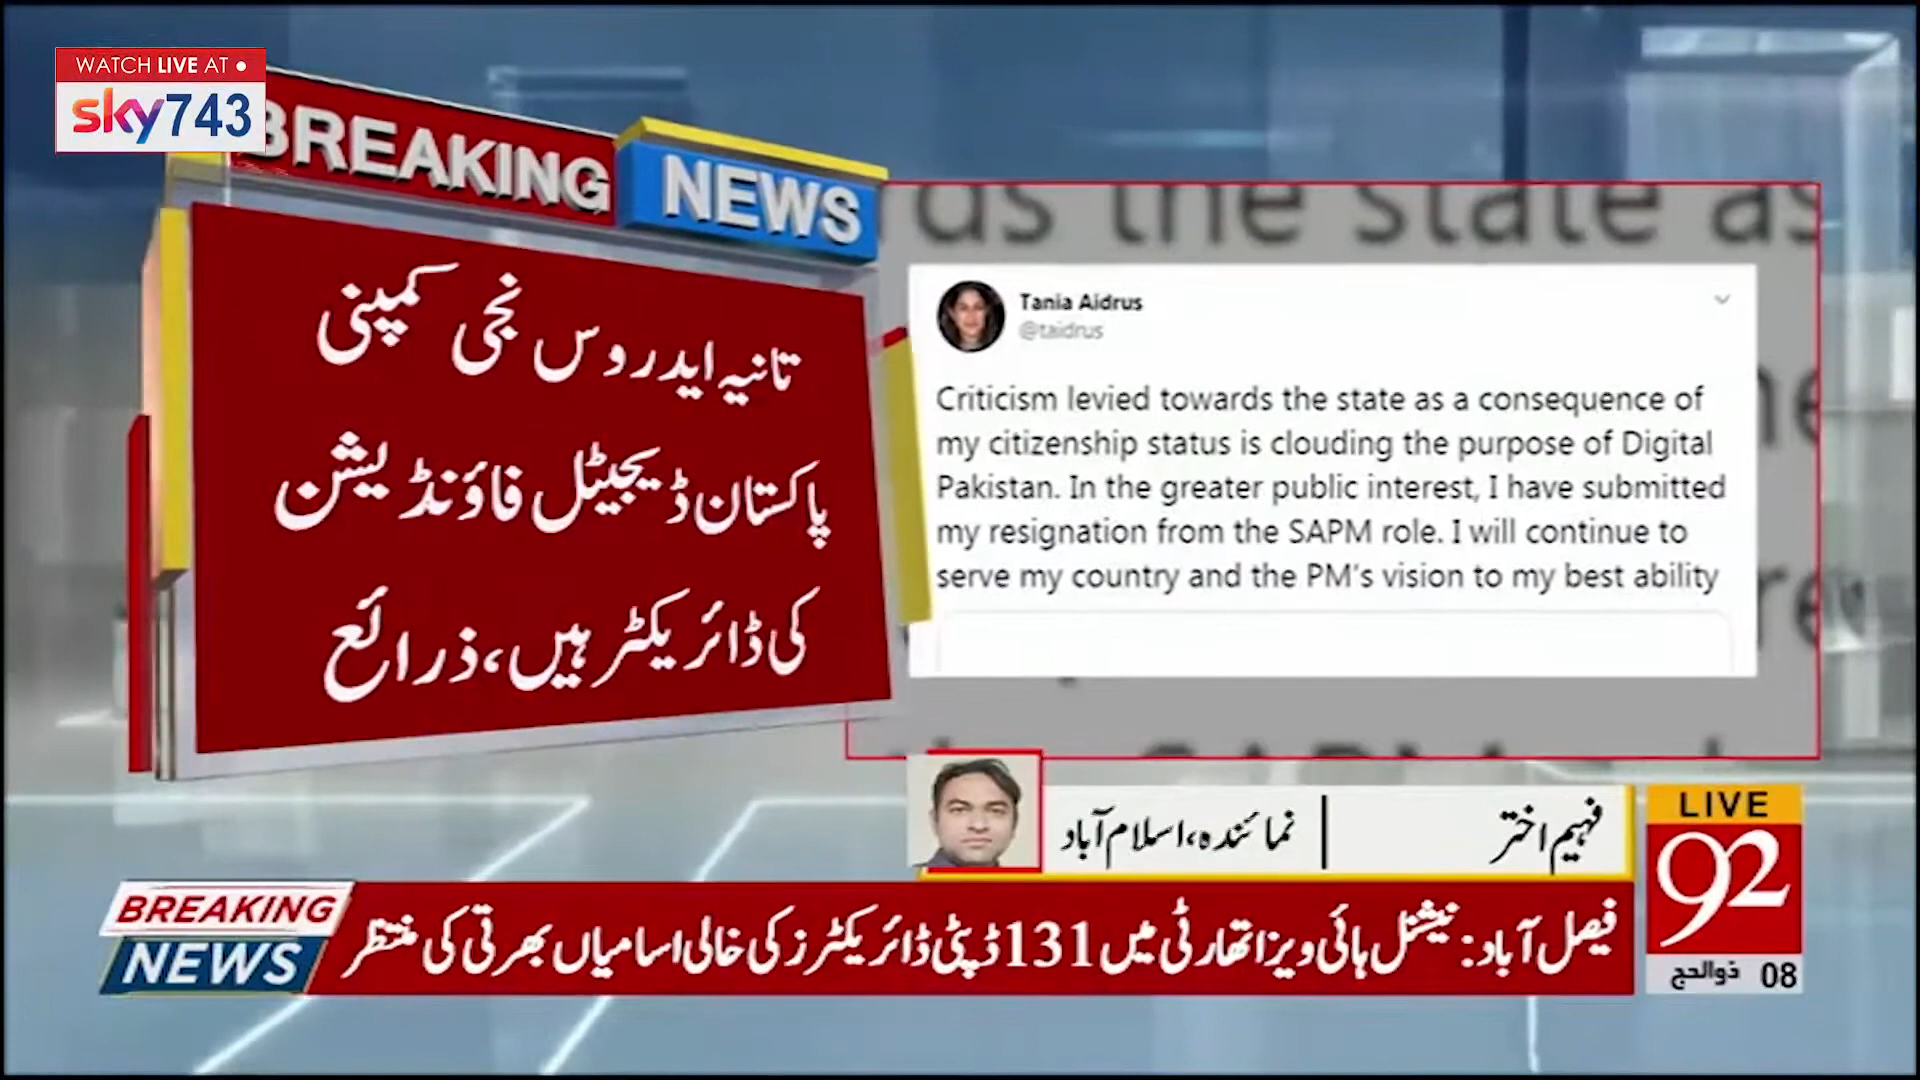 WATCH LIVE AT
sky743
BREAKING NEWS
تانیہ ایدروس نجی کمپنی
پاکستان ڈیجیٹل فاؤنڈیشن
کی ڈائریکٹر ہیں، ذرائع
rds the state as
Tania Aidrus
@taidrus
Criticism levied towards the state as a consequence of
my citizenship status is clouding the purpose of Digital
Pakistan. In the greater public interest, I have submitted
my resignation from the SAPM role. I will continue to
serve my country and the PM's vision to my best ability
فہیم اختر | نمائندہ، اسلام آباد
BREAKING
NEWS
فیصل آباد: نیشنل ہائی ویز اتھارٹی میں 131 ڈپٹی ڈائریکٹرز کی خالی اسامیاں بھرتی کی منتظر
LIVE
92
08 ذوالحج